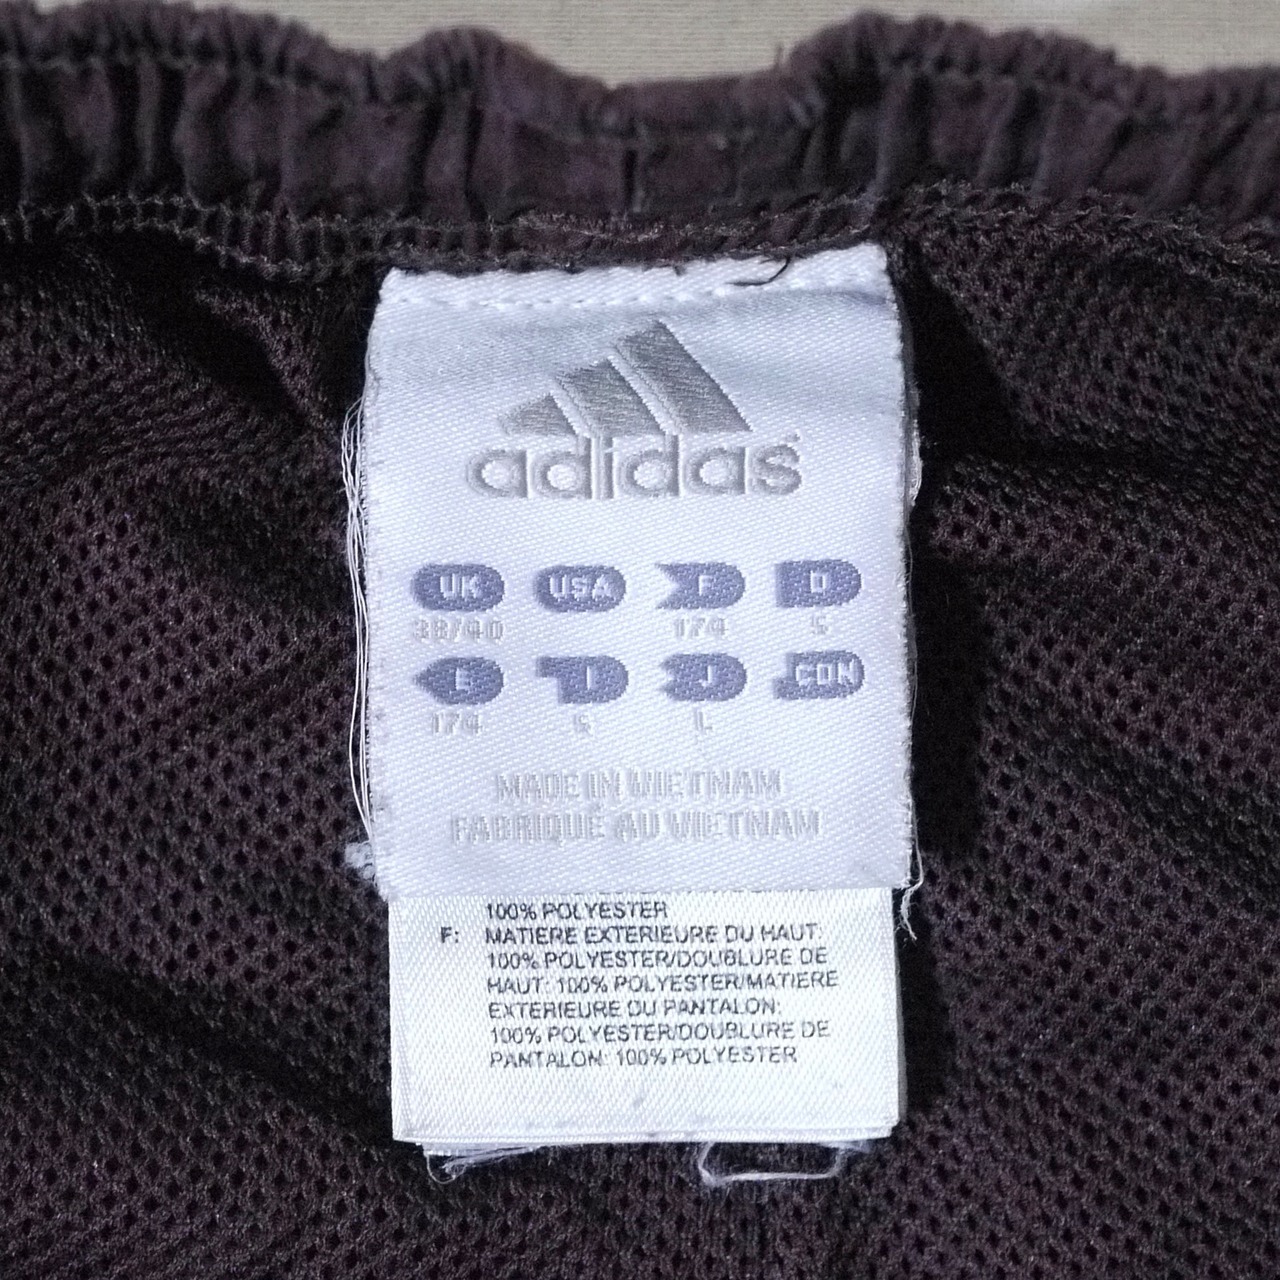 adidas
UK USA F D
38/40 174 S
E I J CDN
174 S L
MADE IN VIETNAM
FABRIQUÉ AU VIETNAM
100% POLYESTER
F: MATIERE EXTERIEURE DU HAUT:
100% POLYESTER/DOUBLURE DE
HAUT: 100% POLYESTER/MATIERE
EXTERIEURE DU PANTALON:
100% POLYESTER/DOUBLURE DE
PANTALON: 100% POLYESTER